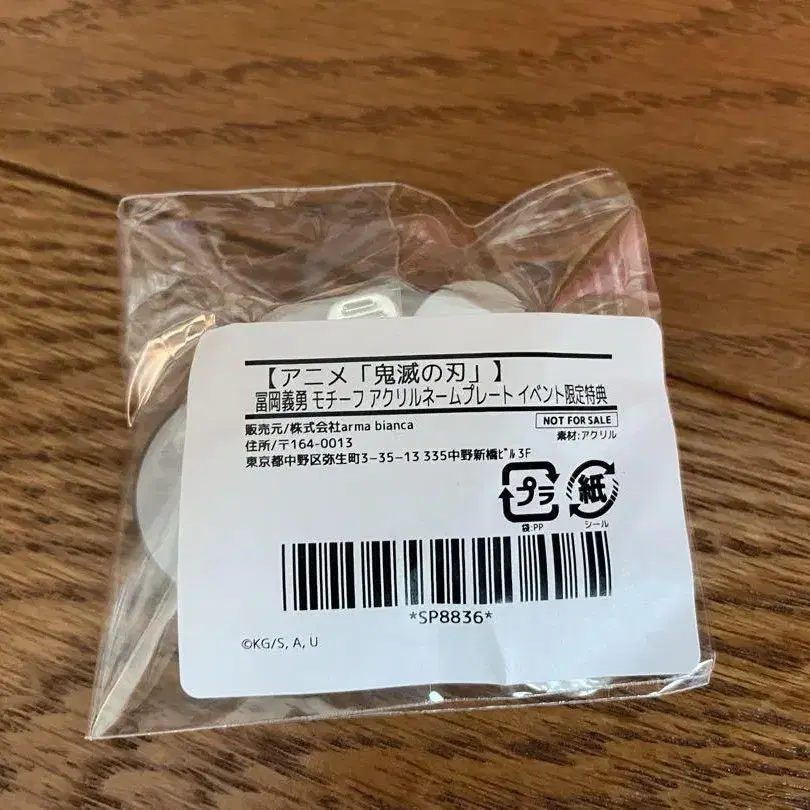 【アニメ「鬼滅の刃」】
冨岡義勇 モチーフ アクリルネームプレート イベント限定特典
販売元/株式会社arma bianca
NOT FOR SALE
住所/〒164-0013
素材:アクリル
東京都中野区弥生町3-35-13 335中野新橋ビル3F
プラ
紙
袋:PP
シール
*SP8836*
©KG/S, A, U